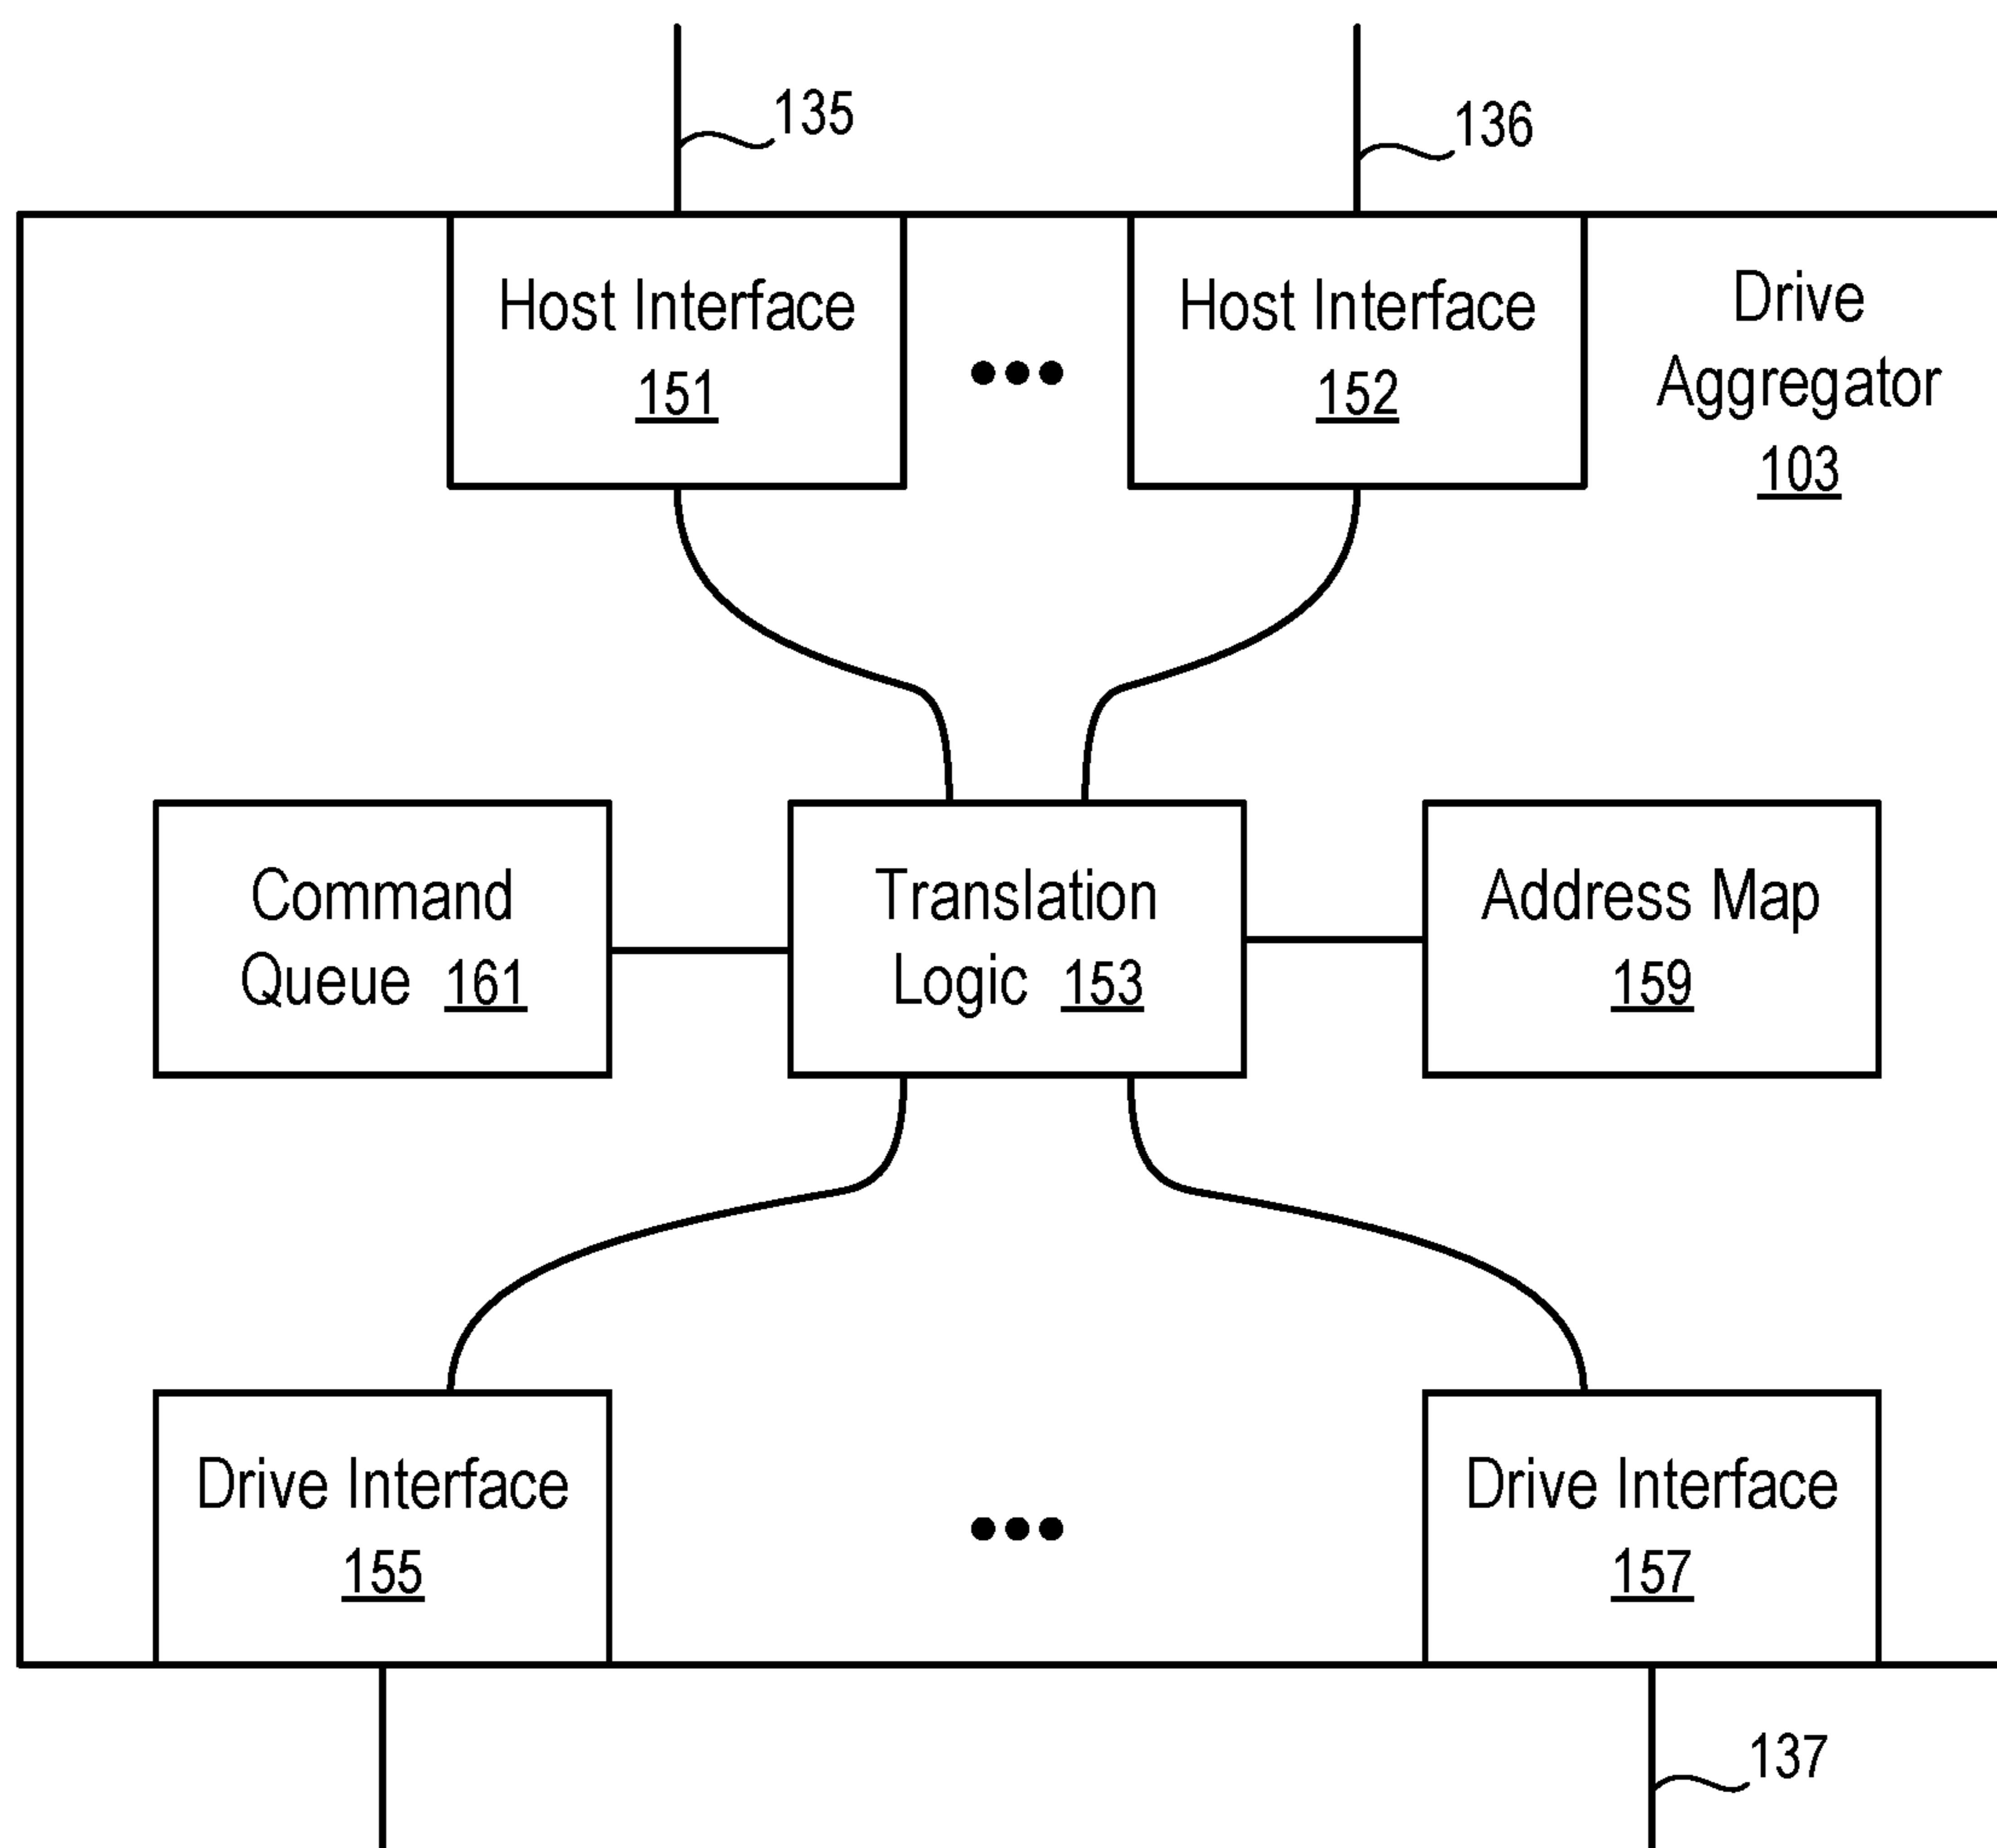 135
136
Host Interface
151
Host Interface
152
Drive
Aggregator
103
Command
Queue 161
Translation
Logic 153
Address Map
159
Drive Interface
155
Drive Interface
157
137